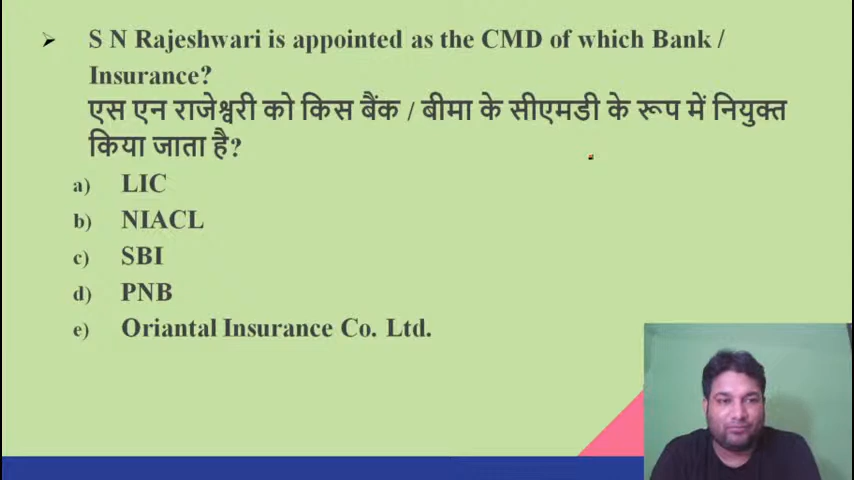 S N Rajeshwari is appointed as the CMD of which Bank /
Insurance?
एस एन राजेश्वरी को किस बैंक / बीमा के सीएमडी के रूप में नियुक्त
किया जाता है?
a) LIC
b) NIACL
c) SBI
d) PNB
e) Oriantal Insurance Co. Ltd.